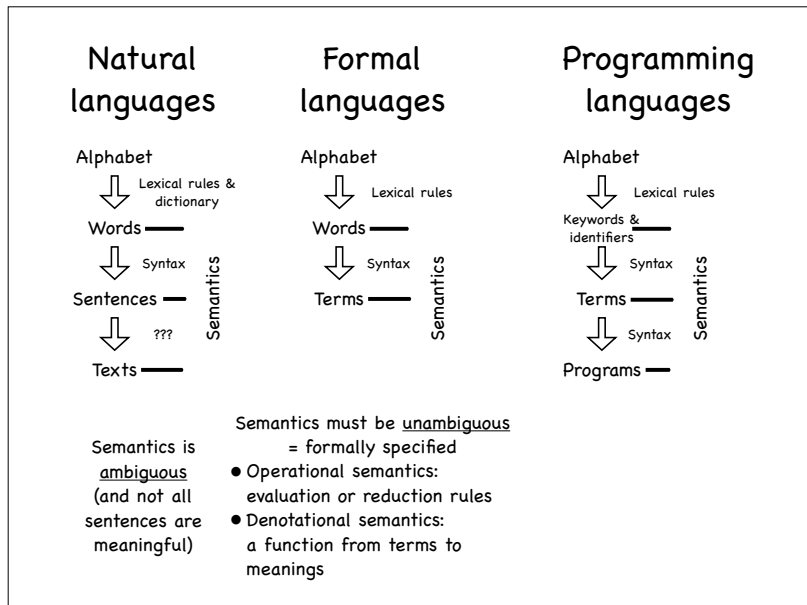 Natural
languages
Alphabet
Lexical rules &
dictionary
Words
Syntax
Sentences
???
Texts
Semantics
Semantics is
ambiguous
(and not all
sentences are
meaningful)
Formal
languages
Alphabet
Lexical rules
Words
Syntax
Terms
Semantics
Programming
languages
Alphabet
Lexical rules
Keywords &
identifiers
Syntax
Terms
Syntax
Programs
Semantics
Semantics must be unambiguous
= formally specified
● Operational semantics:
evaluation or reduction rules
● Denotational semantics:
a function from terms to
meanings